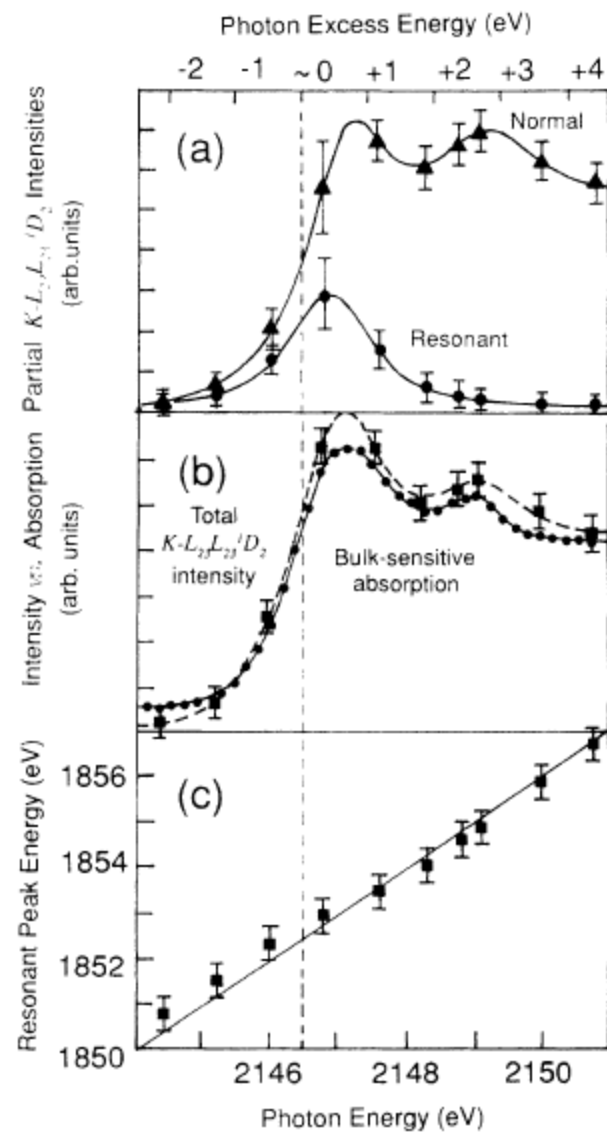 Photon Excess Energy (eV)
-2 -1 ~ 0 +1 +2 +3 +4
Partial K-L₂₃L₂₃ ¹D₂ Intensities
(arb.units)
(a)
Normal
Resonant
Intensity vs. Absorption
(arb. units)
(b)
Total
K-L₂₃L₂₃¹D₂
intensity
Bulk-sensitive
absorption
Resonant Peak Energy (eV)
(c)
1856
1854
1852
1850
2146 2148 2150
Photon Energy (eV)